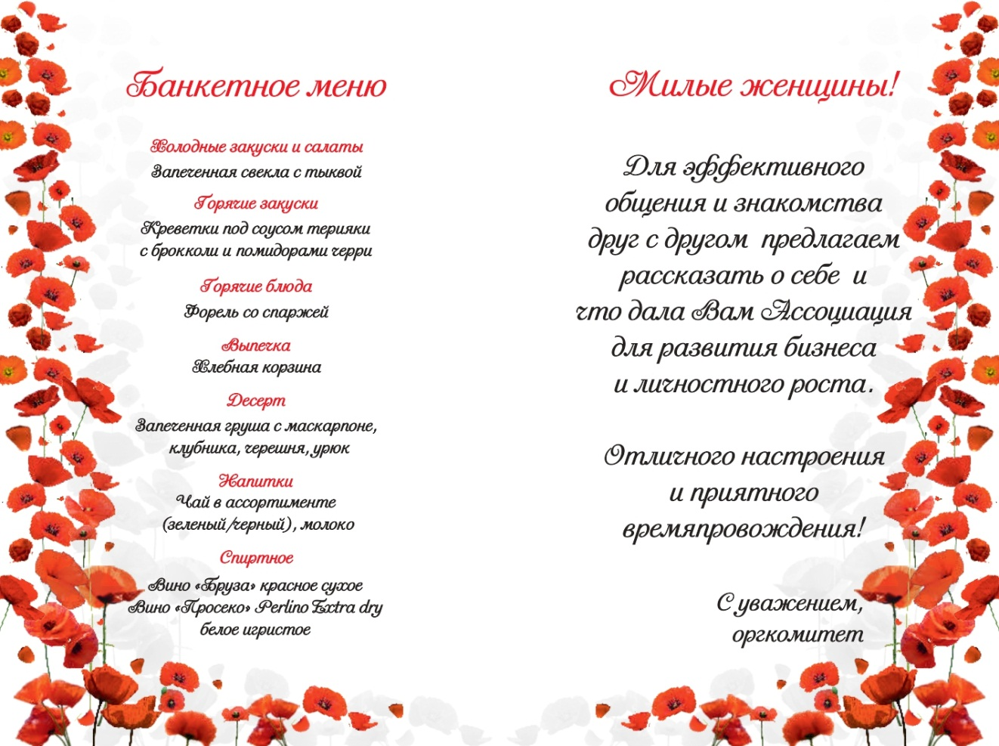 Банкетное меню
Холодные закуски и салаты
Запеченная свекла с тыквой
Горячие закуски
Креветки под соусом терияки
с брокколи и помидорами черри
Горячие блюда
Форель со спаржей
Выпечка
Хлебная корзина
Десерт
Запеченная груша с маскарпоне,
клубника, черешня, урюк
Напитки
Чай в ассортименте
(зеленый/черный), молоко
Спиртное
Вино «Бруза» красное сухое
Вино «Просеко» Perlino Extra dry
белое игристое
Милые женщины!
Для эффективного
общения и знакомства
друг с другом предлагаем
рассказать о себе и
что дала Вам Ассоциация
для развития бизнеса
и личностного роста.
Отличного настроения
и приятного
времяпровождения!
С уважением,
оргкомитет